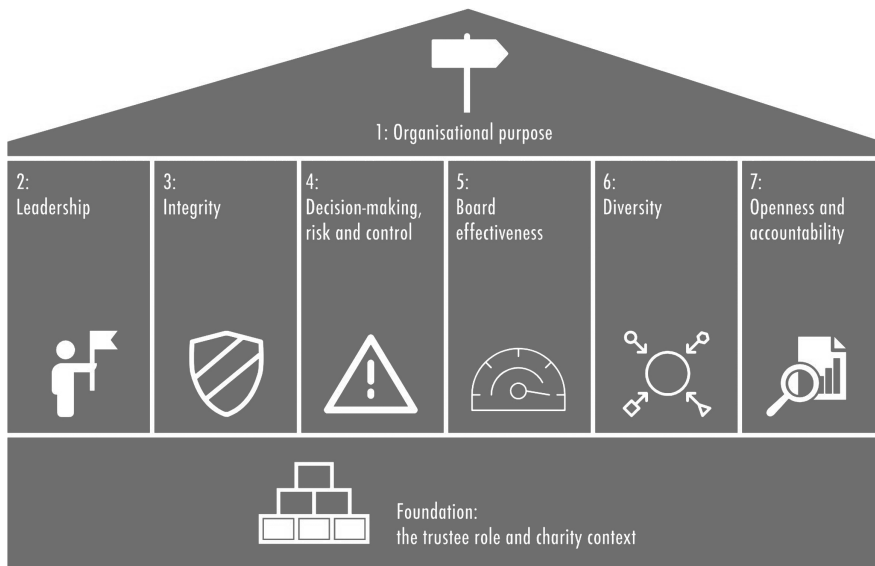 1: Organisational purpose
2:
Leadership
3:
Integrity
4:
Decision-making,
risk and control
5:
Board
effectiveness
6:
Diversity
7:
Openness and
accountability
Foundation:
the trustee role and charity context